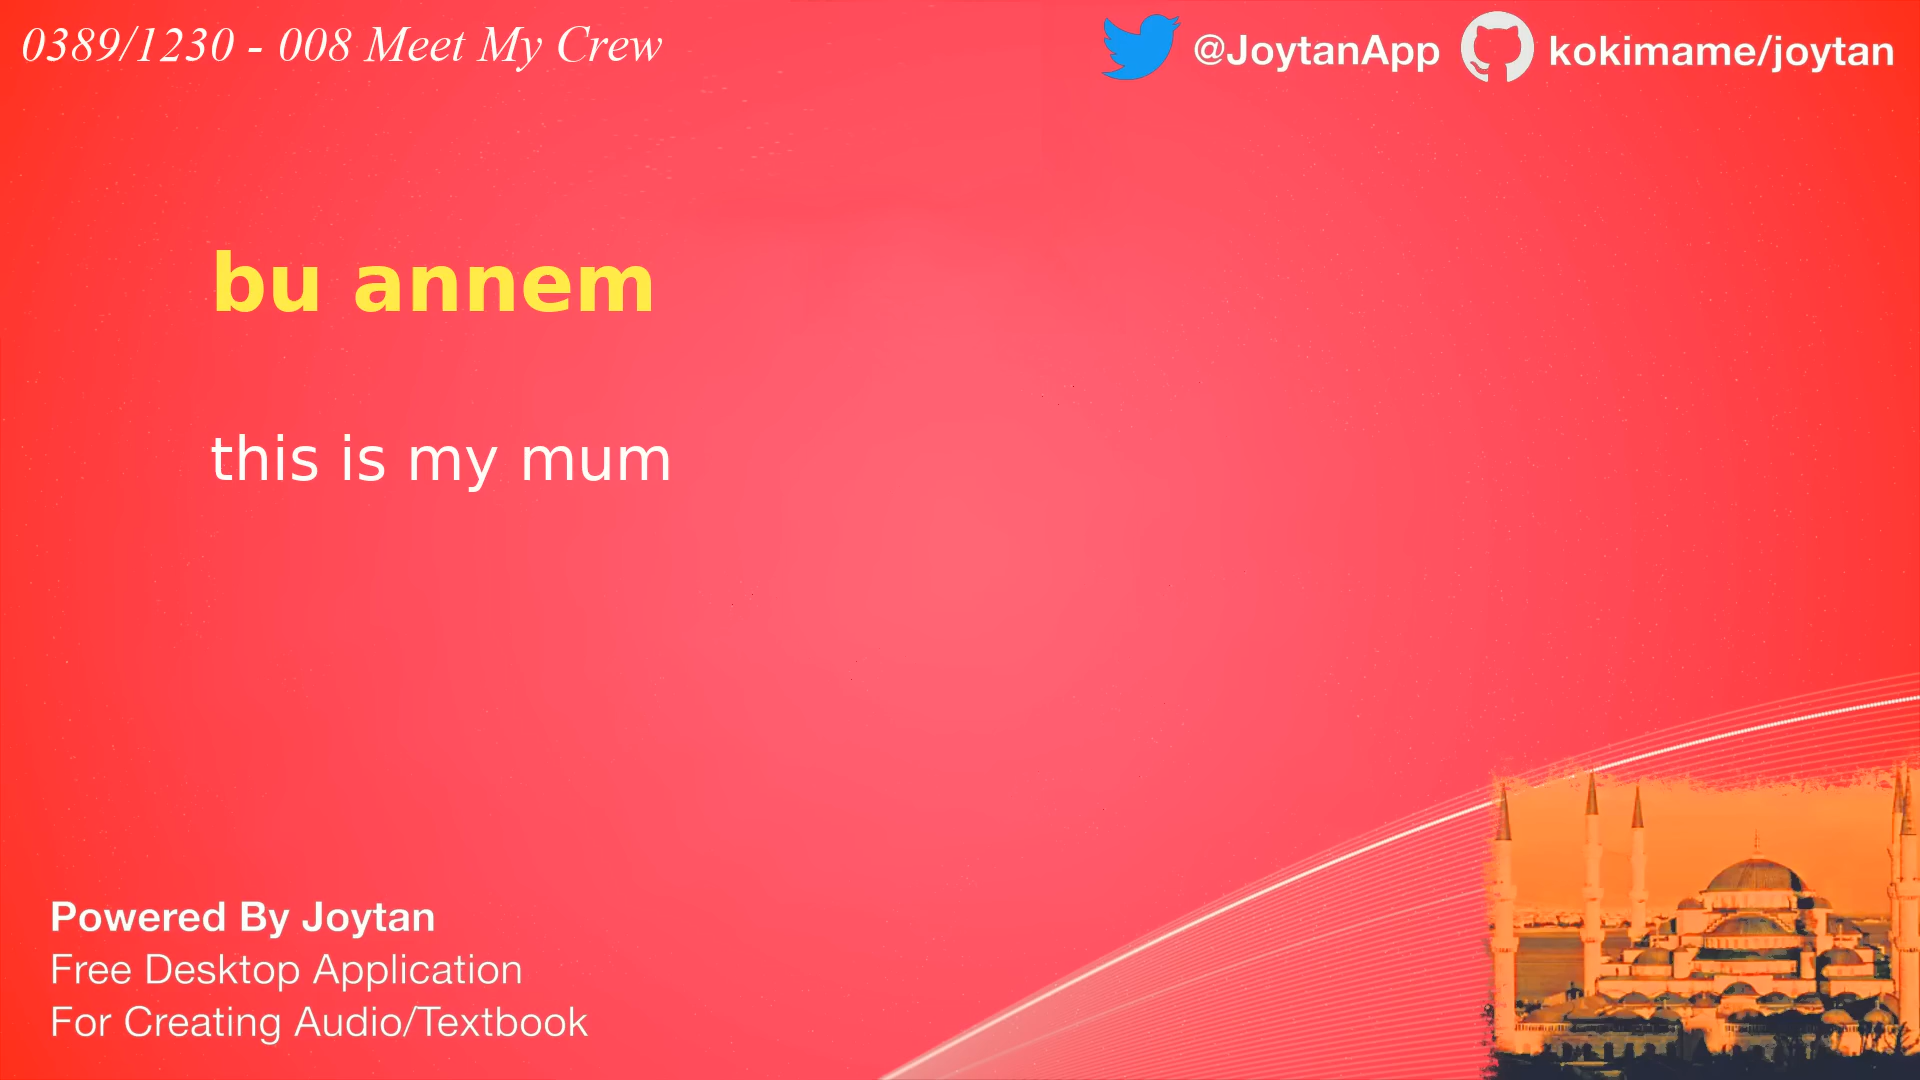 0389/1230 - 008 Meet My Crew
@JoytanApp
kokimame/joytan
bu annem
this is my mum
Powered By Joytan
Free Desktop Application
For Creating Audio/Textbook